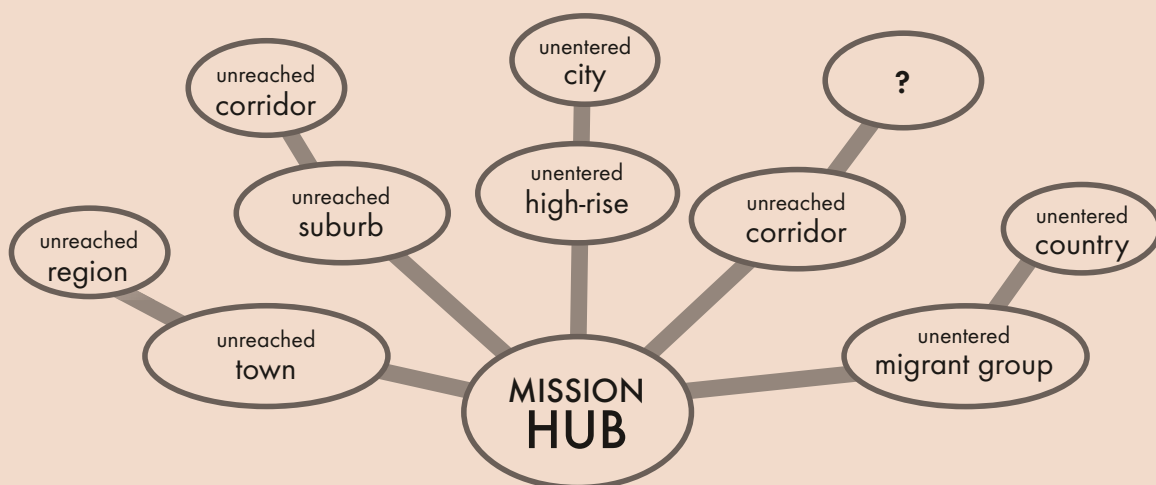 unentered
city
unreached
corridor
?
unentered
high-rise
unreached
suburb
unreached
corridor
unentered
country
unreached
region
unreached
town
unentered
migrant group
MISSION
HUB